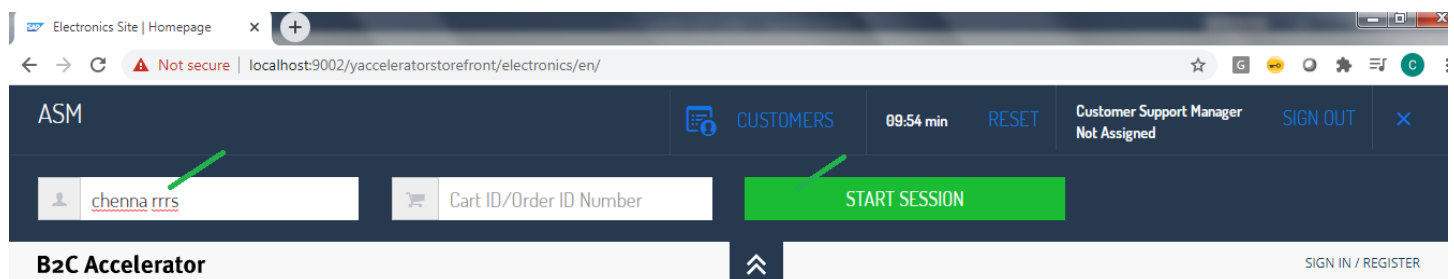 SAP Electronics Site | Homepage
Not secure | localhost:9002/yacceleratorstorefront/electronics/en/ G C
ASM CUSTOMERS 09:54 min RESET Customer Support Manager SIGN OUT
Not Assigned
chenna rrrs Cart ID/Order ID Number START SESSION
B2C Accelerator SIGN IN / REGISTER